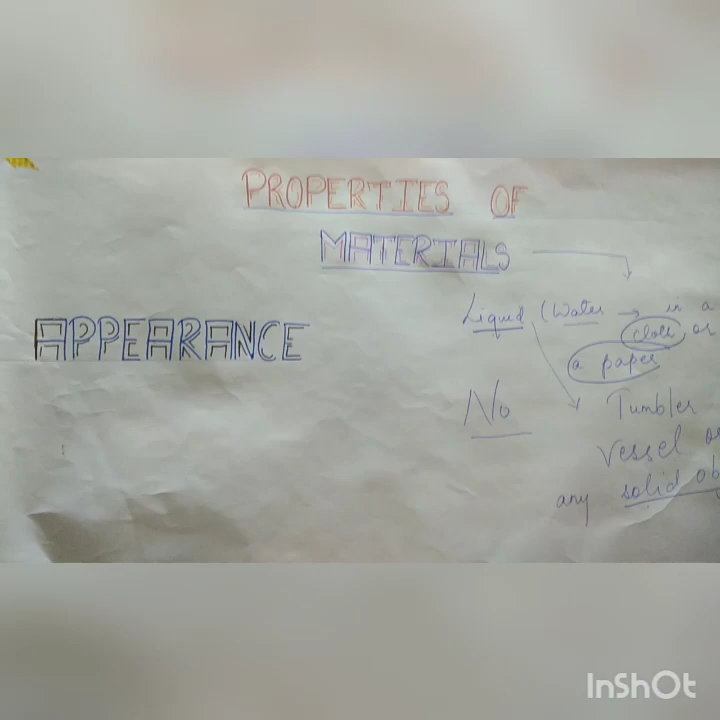 PROPERTIES OF
MATERIALS
APPEARANCE
Liquid (Water → in a
cloth or
a paper
No
Tumbler
Vessel or
any solid ob
InShOt